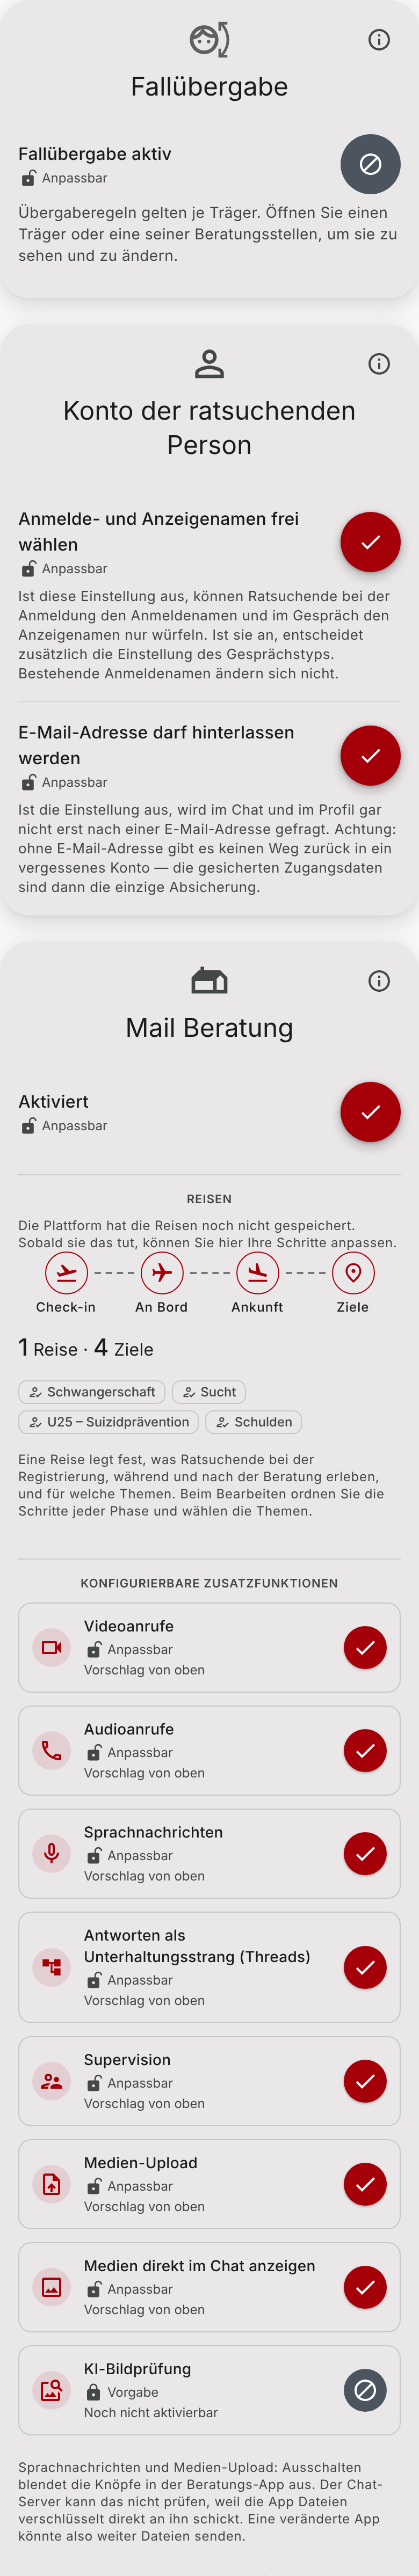 Fallübergabe
Fallübergabe aktiv
Anpassbar
Übergaberegeln gelten je Träger. Öffnen Sie einen
Träger oder eine seiner Beratungsstellen, um sie zu
sehen und zu ändern.
Konto der ratsuchenden
Person
Anmelde- und Anzeigenamen frei
wählen
Anpassbar
Ist diese Einstellung aus, können Ratsuchende bei der
Anmeldung den Anmeldenamen und im Gespräch den
Anzeigenamen nur würfeln. Ist sie an, entscheidet
zusätzlich die Einstellung des Gesprächstyps.
Bestehende Anmeldenamen ändern sich nicht.
E-Mail-Adresse darf hinterlassen
werden
Anpassbar
Ist die Einstellung aus, wird im Chat und im Profil gar
nicht erst nach einer E-Mail-Adresse gefragt. Achtung:
ohne E-Mail-Adresse gibt es keinen Weg zurück in ein
vergessenes Konto — die gesicherten Zugangsdaten
sind dann die einzige Absicherung.
Mail Beratung
Aktiviert
Anpassbar
REISEN
Die Plattform hat die Reisen noch nicht gespeichert.
Sobald sie das tut, können Sie hier Ihre Schritte anpassen.
Check-in An Bord Ankunft Ziele
1 Reise · 4 Ziele
Schwangerschaft Sucht
U25 – Suizidprävention Schulden
Eine Reise legt fest, was Ratsuchende bei der
Registrierung, während und nach der Beratung erleben,
und für welche Themen. Beim Bearbeiten ordnen Sie die
Schritte jeder Phase und wählen die Themen.
KONFIGURIERBARE ZUSATZFUNKTIONEN
Videoanrufe
Anpassbar
Vorschlag von oben
Audioanrufe
Anpassbar
Vorschlag von oben
Sprachnachrichten
Anpassbar
Vorschlag von oben
Antworten als
Unterhaltungsstrang (Threads)
Anpassbar
Vorschlag von oben
Supervision
Anpassbar
Vorschlag von oben
Medien-Upload
Anpassbar
Vorschlag von oben
Medien direkt im Chat anzeigen
Anpassbar
Vorschlag von oben
KI-Bildprüfung
Vorgabe
Noch nicht aktivierbar
Sprachnachrichten und Medien-Upload: Ausschalten
blendet die Knöpfe in der Beratungs-App aus. Der Chat-
Server kann das nicht prüfen, weil die App Dateien
verschlüsselt direkt an ihn schickt. Eine veränderte App
könnte also weiter Dateien senden.